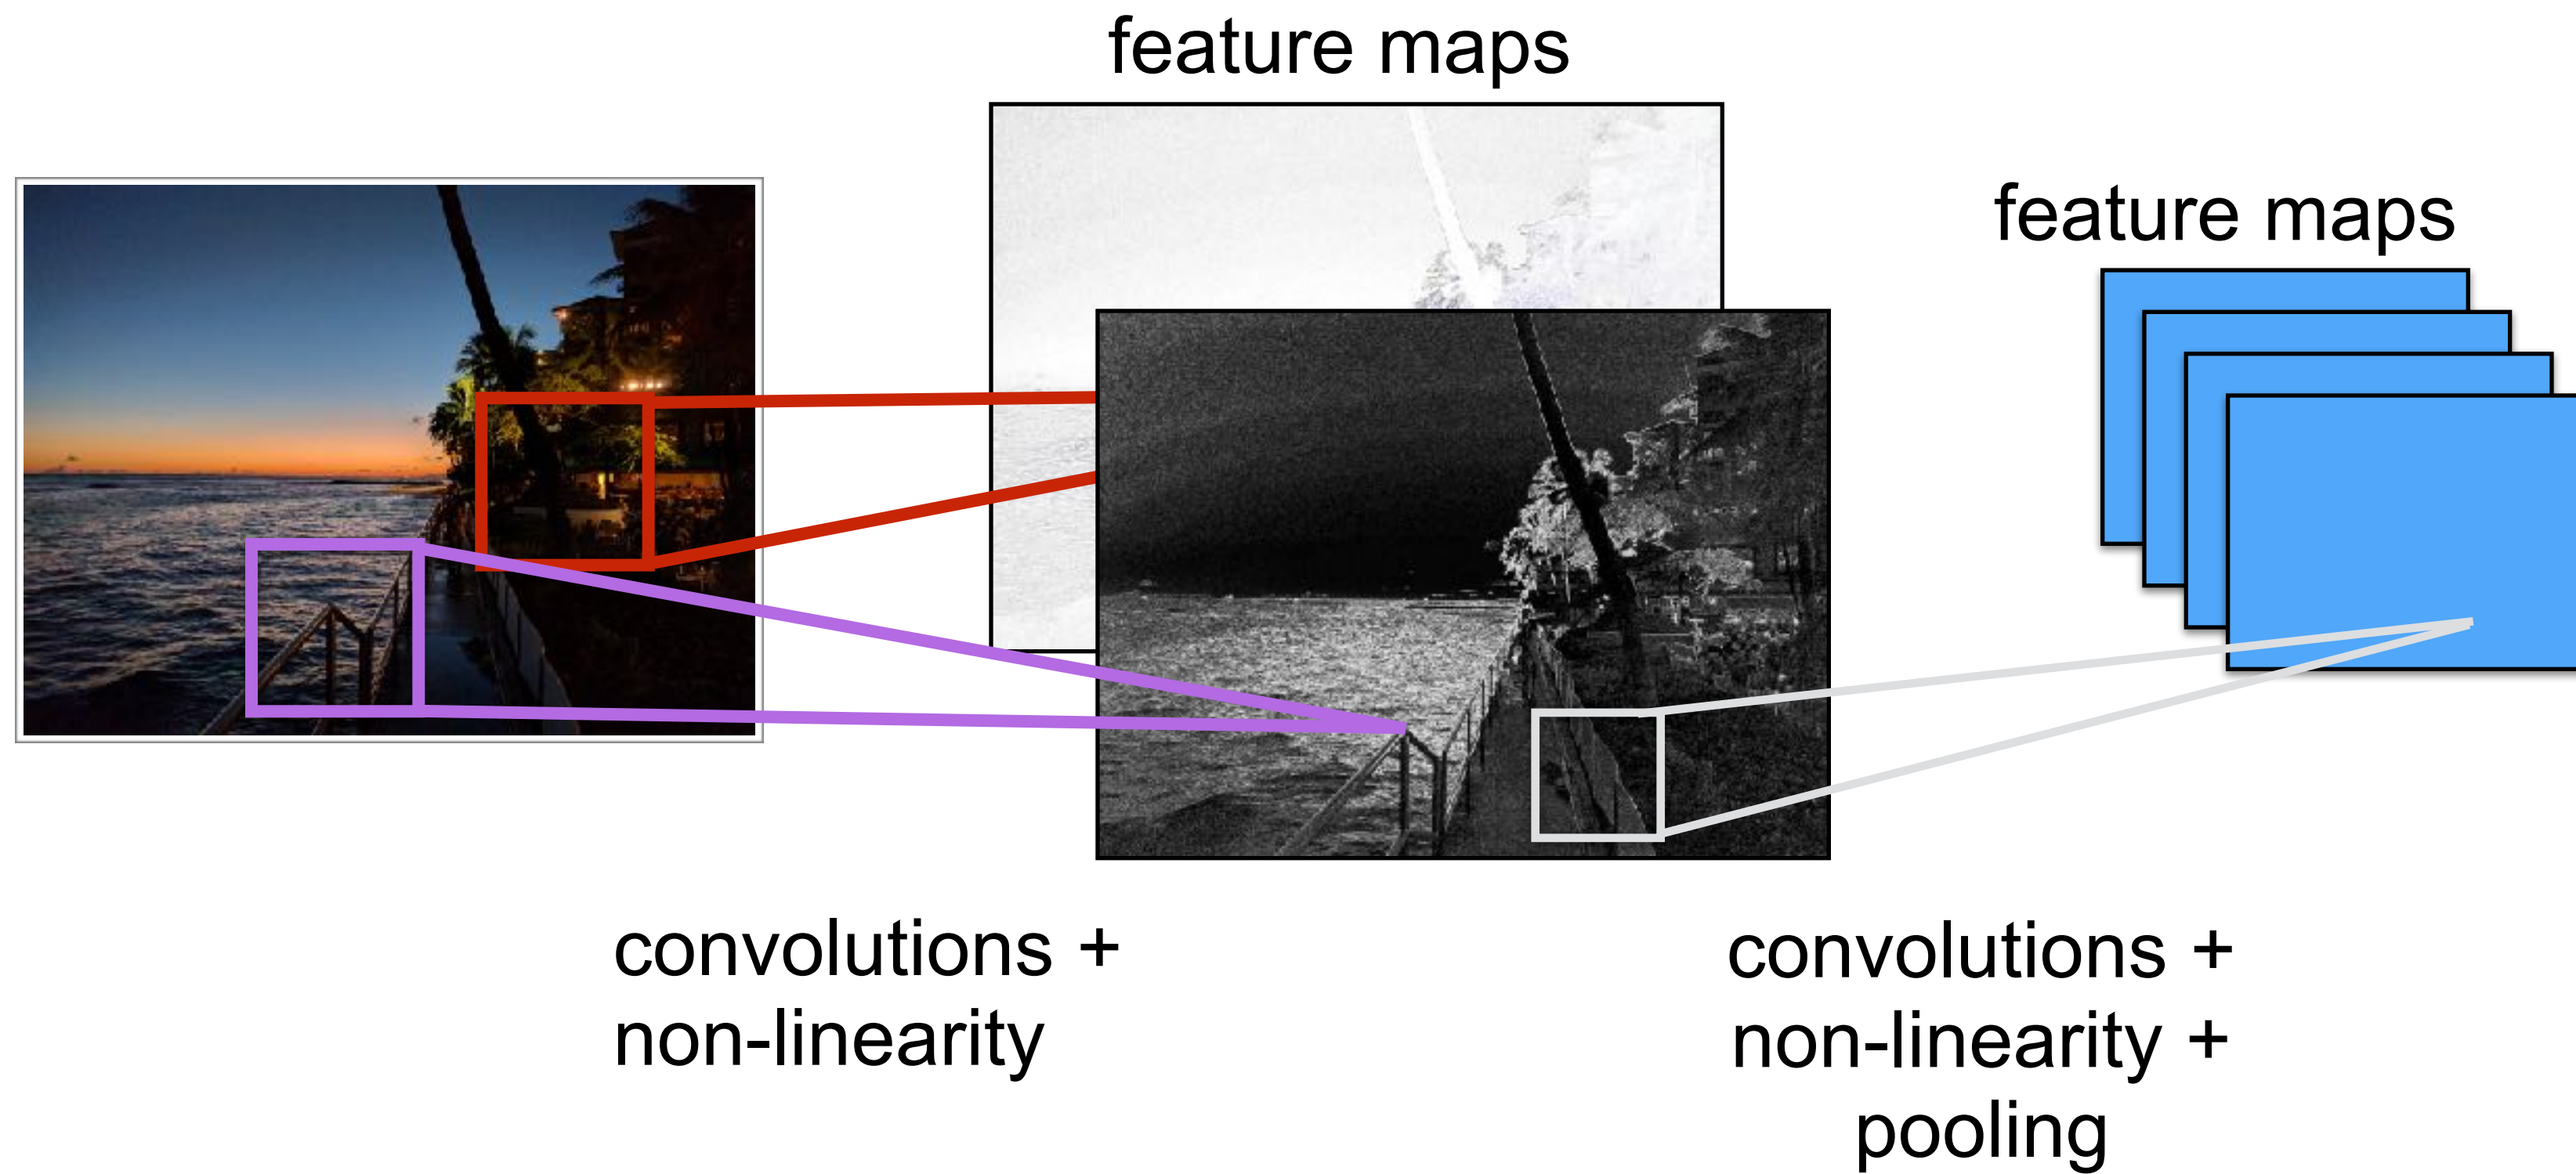 feature maps
feature maps
convolutions +
non-linearity
convolutions +
non-linearity +
pooling